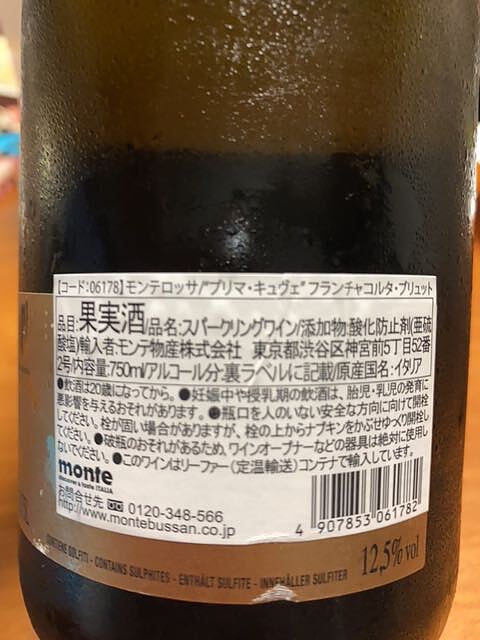 【コード:06178】モンテロッサ/"プリマ・キュヴェ" フランチャコルタ・ブリュット
品目:果実酒/品名:スパークリングワイン/添加物:酸化防止剤(亜硫
酸塩)/輸入者:モンテ物産株式会社 東京都渋谷区神宮前5丁目52番
2号/内容量:750ml/アルコール分:裏ラベルに記載/原産国名:イタリア
●飲酒は20歳になってから。●妊娠中や授乳期の飲酒は、胎児・乳児の発育に
悪影響を与えるおそれがあります。●瓶口を人のいない安全な方向に向けて開栓
してください。栓が固い場合がありますが、栓の上からナプキンをかぶせゆっくり開栓し
てください。●破瓶のおそれがあるため、ワインオープナーなどの器具は絶対に使用し
ないでください。●このワインはリーファー(定温輸送)コンテナで輸入しています。
monte
discover & taste ITALIA
お問合せ先 0120-348-566
http://www.montebussan.co.jp
4 907853 061782
CONTIENE SOLFITI - CONTAINS SULPHITES - ENTHÄLT SULFITE - INNEHÅLLER SULFITER
12,5% vol